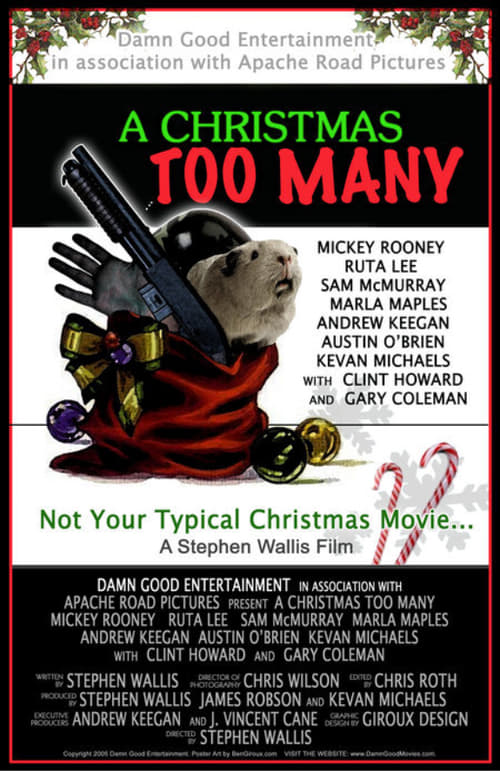 Damn Good Entertainment
in association with Apache Road Pictures
A CHRISTMAS
...TOO MANY
MICKEY ROONEY
RUTA LEE
SAM McMURRAY
MARLA MAPLES
ANDREW KEEGAN
AUSTIN O'BRIEN
KEVAN MICHAELS
WITH CLINT HOWARD
AND GARY COLEMAN
Not Your Typical Christmas Movie...
A Stephen Wallis Film
DAMN GOOD ENTERTAINMENT IN ASSOCIATION WITH
APACHE ROAD PICTURES PRESENT A CHRISTMAS TOO MANY
MICKEY ROONEY RUTA LEE SAM McMURRAY MARLA MAPLES
ANDREW KEEGAN AUSTIN O'BRIEN KEVAN MICHAELS
WITH CLINT HOWARD AND GARY COLEMAN
WRITTEN BY STEPHEN WALLIS DIRECTOR OF PHOTOGRAPHY CHRIS WILSON EDITED BY CHRIS ROTH
PRODUCED BY STEPHEN WALLIS JAMES ROBSON AND KEVAN MICHAELS
EXECUTIVE PRODUCERS ANDREW KEEGAN AND J. VINCENT CANE GRAPHIC DESIGN BY GIROUX DESIGN
DIRECTED BY STEPHEN WALLIS
Copyright 2005 Damn Good Entertainment. Poster Art by BenGiroux.com VISIT THE WEBSITE: www.DamnGoodMovies.com